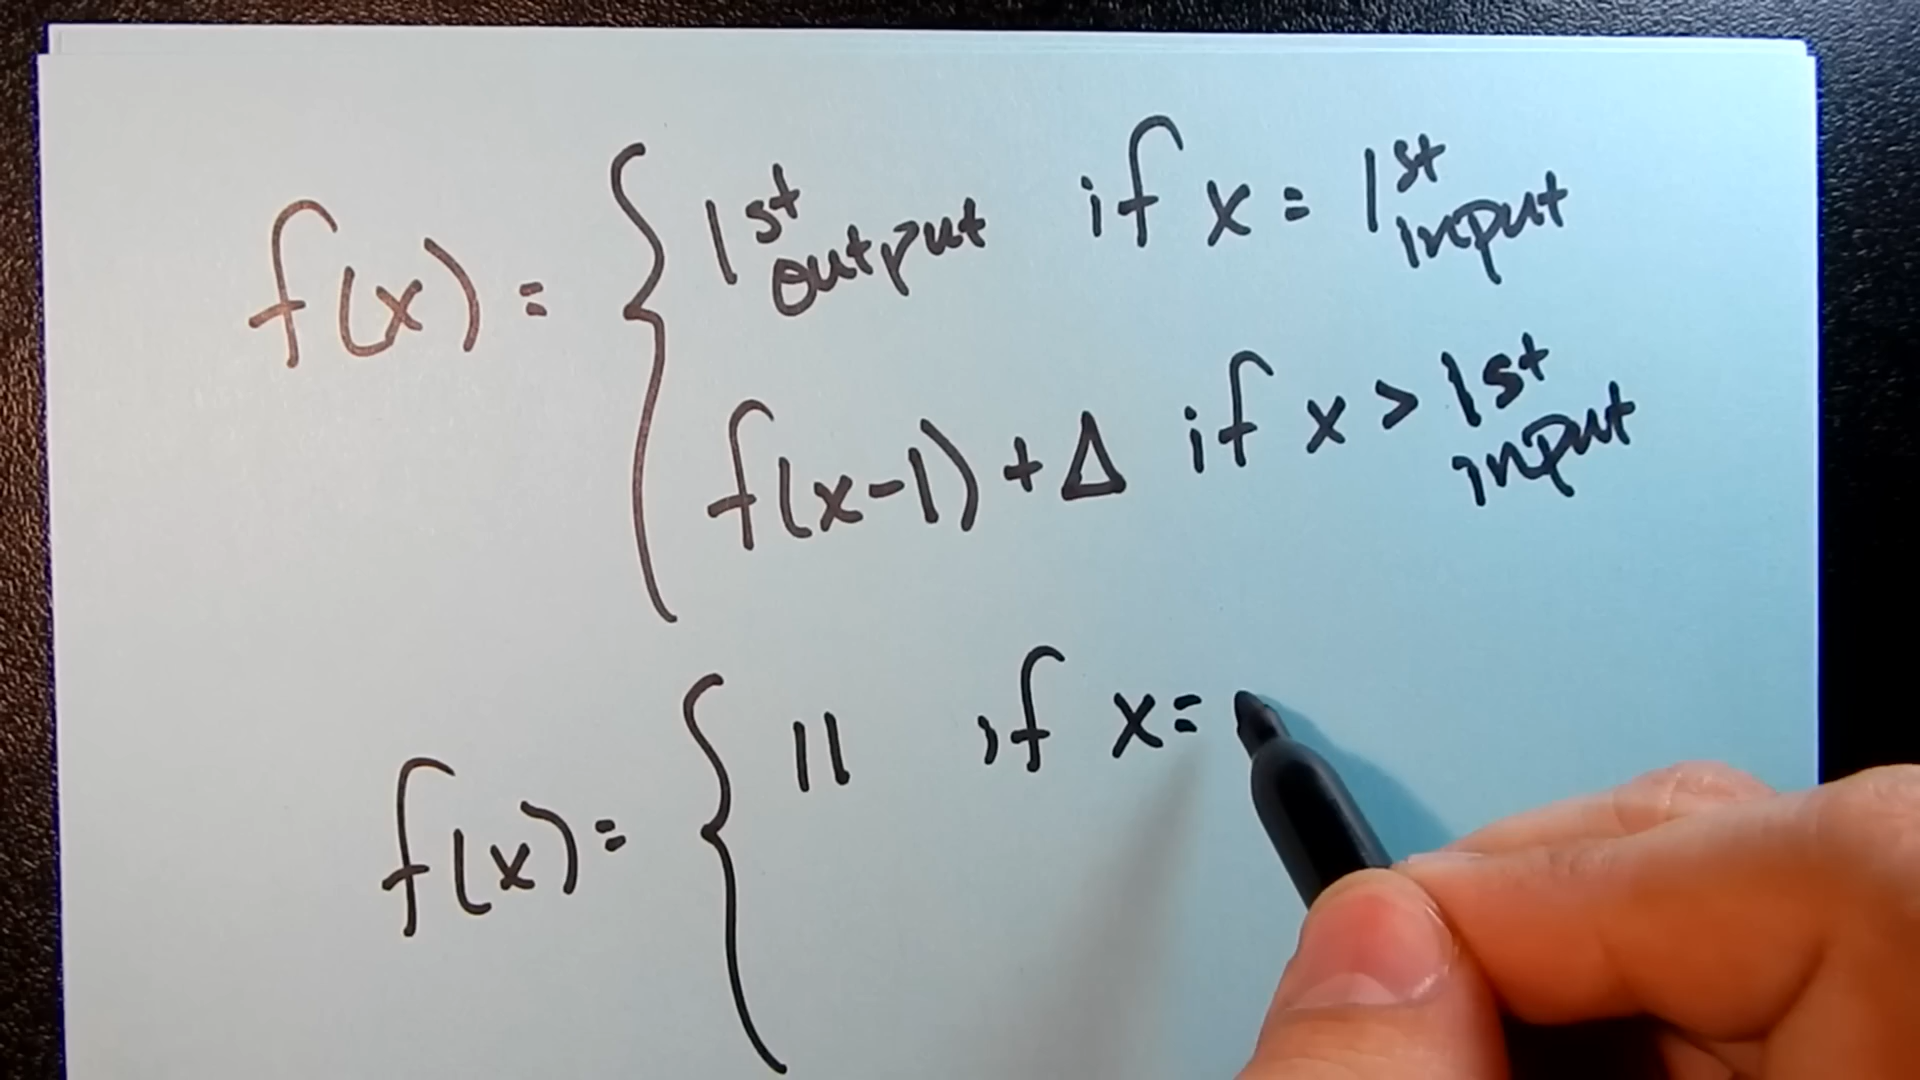 f(x) = { 1st output if x = 1st input
f(x-1) + Δ if x > 1st input
f(x) = { 11 if x =